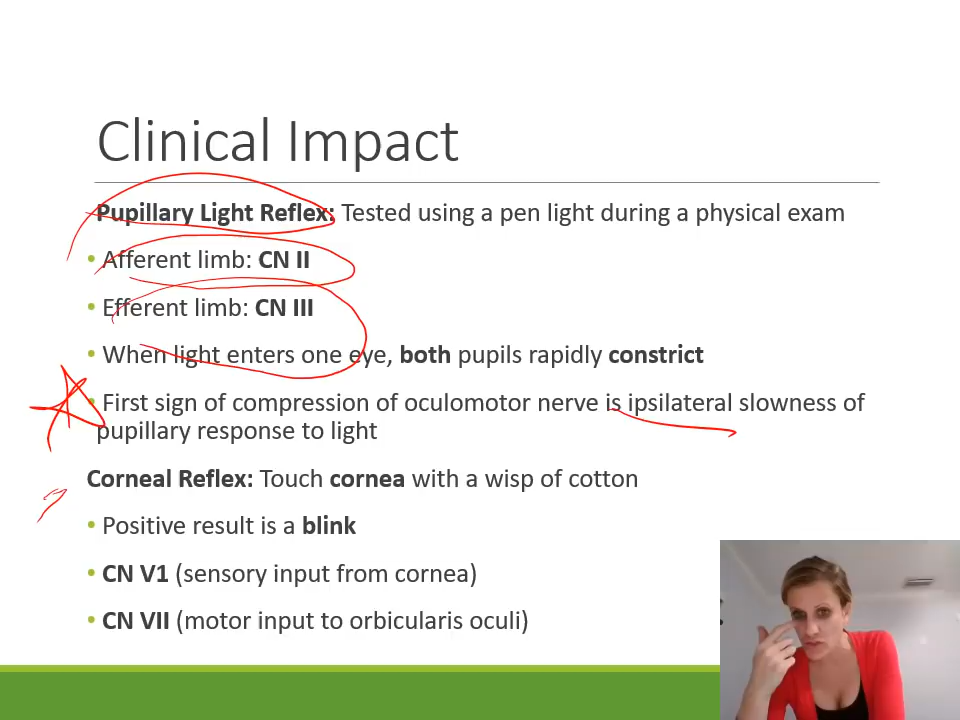 Clinical Impact
Pupillary Light Reflex: Tested using a pen light during a physical exam
• Afferent limb: CN II
• Efferent limb: CN III
• When light enters one eye, both pupils rapidly constrict
• First sign of compression of oculomotor nerve is ipsilateral slowness of
pupillary response to light
Corneal Reflex: Touch cornea with a wisp of cotton
• Positive result is a blink
• CN V1 (sensory input from cornea)
• CN VII (motor input to orbicularis oculi)